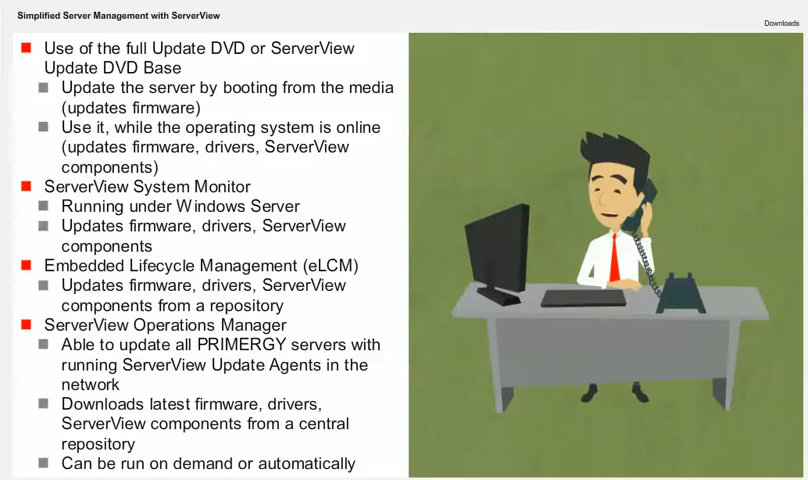 Simplified Server Management with ServerView
Downloads
Use of the full Update DVD or ServerView
Update DVD Base
Update the server by booting from the media
(updates firmware)
Use it, while the operating system is online
(updates firmware, drivers, ServerView
components)
ServerView System Monitor
Running under Windows Server
Updates firmware, drivers, ServerView
components
Embedded Lifecycle Management (eLCM)
Updates firmware, drivers, ServerView
components from a repository
ServerView Operations Manager
Able to update all PRIMERGY servers with
running ServerView Update Agents in the
network
Downloads latest firmware, drivers,
ServerView components from a central
repository
Can be run on demand or automatically